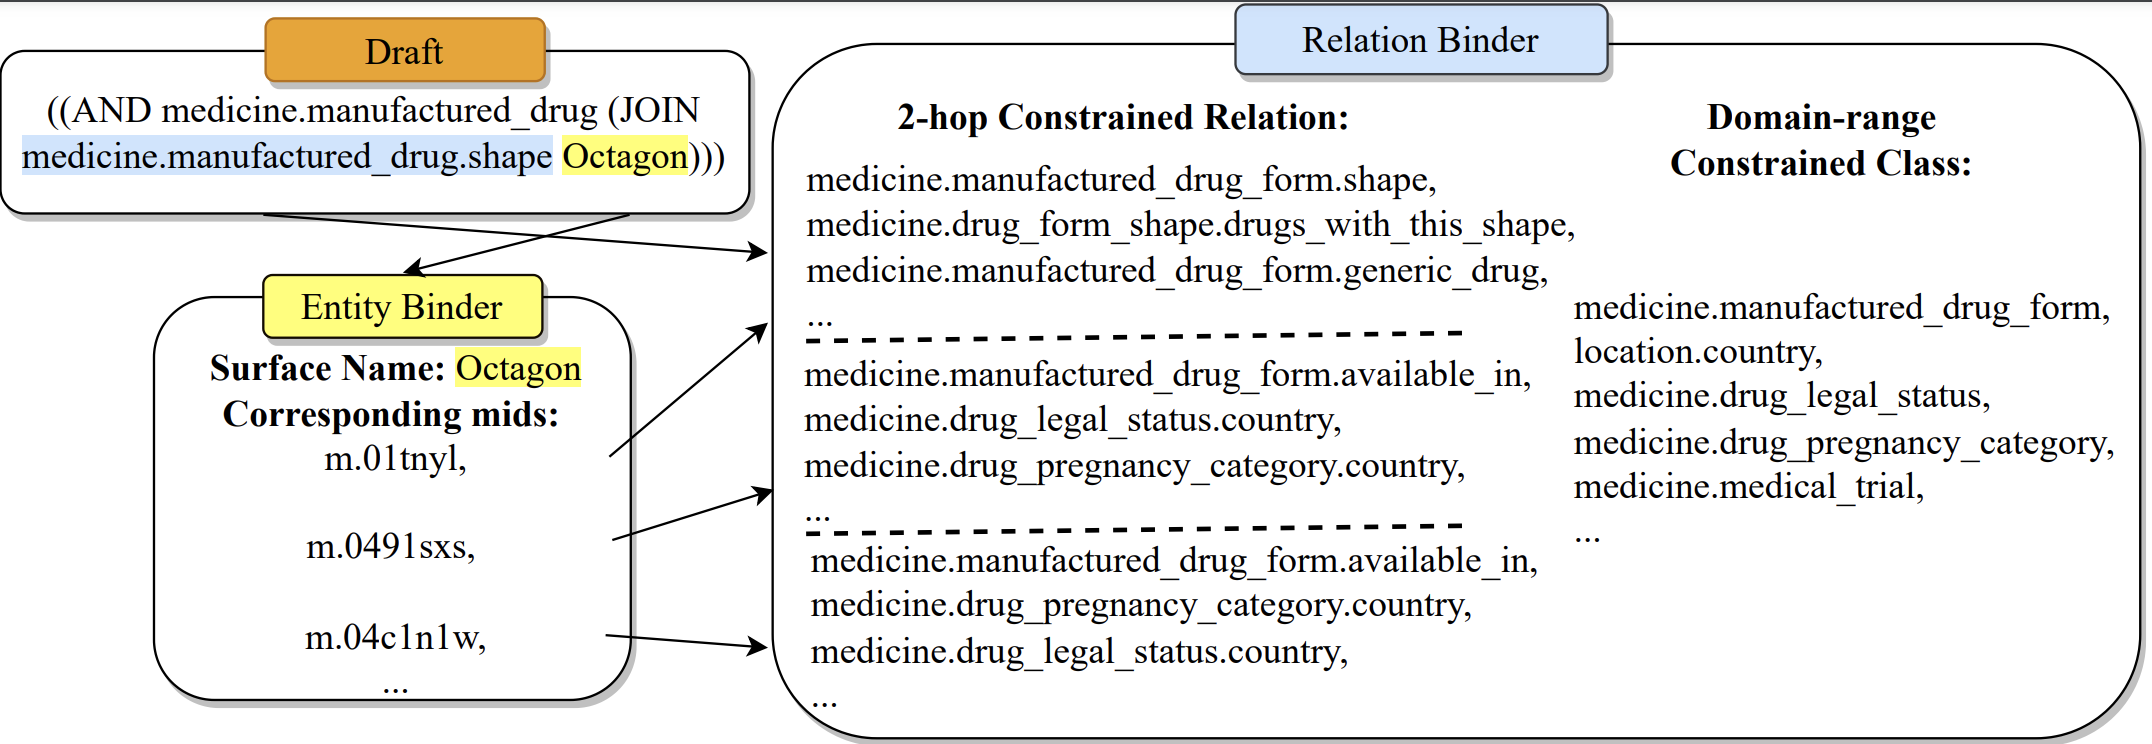 Draft
((AND medicine.manufactured_drug (JOIN
medicine.manufactured_drug.shape Octagon)))
Entity Binder
Surface Name: Octagon
Corresponding mids:
m.01tnyl,
m.0491sxs,
m.04c1n1w,
...
Relation Binder
2-hop Constrained Relation:
medicine.manufactured_drug_form.shape,
medicine.drug_form_shape.drugs_with_this_shape,
medicine.manufactured_drug_form.generic_drug,
...
medicine.manufactured_drug_form.available_in,
medicine.drug_legal_status.country,
medicine.drug_pregnancy_category.country,
...
medicine.manufactured_drug_form.available_in,
medicine.drug_pregnancy_category.country,
medicine.drug_legal_status.country,
...
Domain-range
Constrained Class:
medicine.manufactured_drug_form,
location.country,
medicine.drug_legal_status,
medicine.drug_pregnancy_category,
medicine.medical_trial,
...